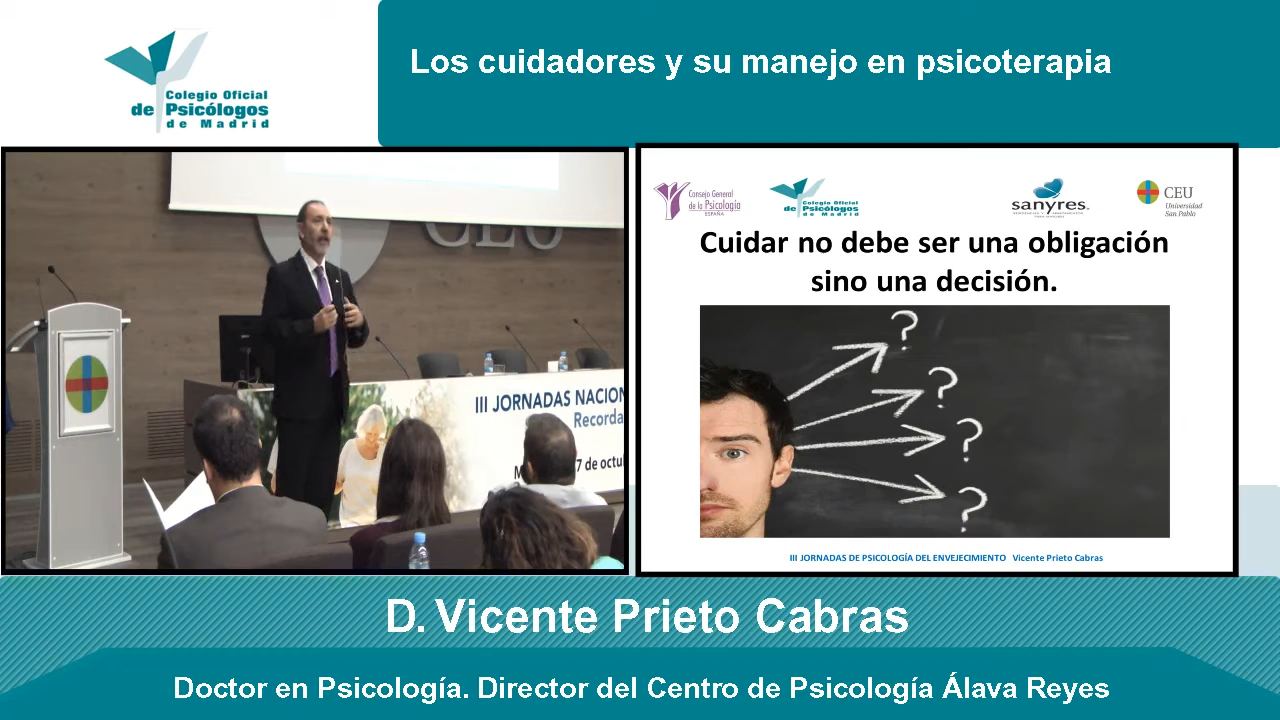 Colegio Oficial
de Psicólogos
de Madrid
Los cuidadores y su manejo en psicoterapia
CEU
III JORNADAS NACION
Recorda
7 de octu
Consejo General
de la Psicología
ESPAÑA
Colegio Oficial
de Psicólogos
de Madrid
sanyres
CEU
Universidad
San Pablo
Cuidar no debe ser una obligación
sino una decisión.
?
?
?
?
III JORNADAS DE PSICOLOGÍA DEL ENVEJECIMIENTO Vicente Prieto Cabras
D. Vicente Prieto Cabras
Doctor en Psicología. Director del Centro de Psicología Álava Reyes